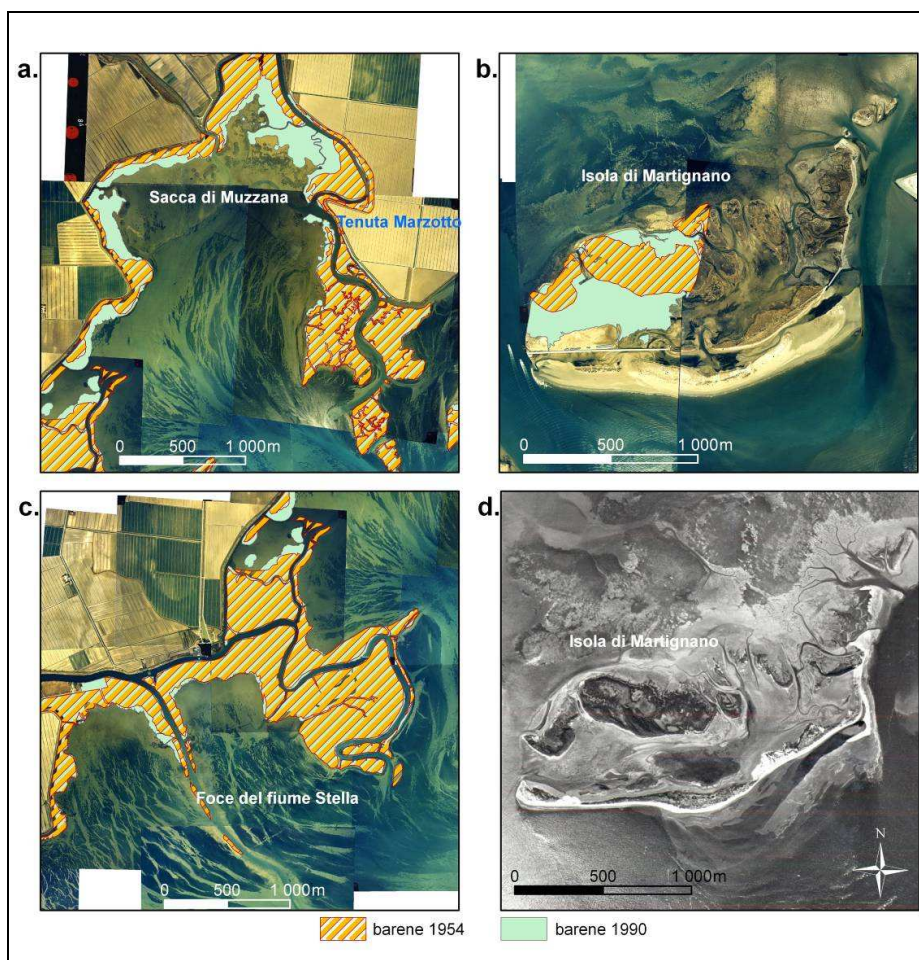 a.
Sacca di Muzzana
Tenuta Marzotto
0 500 1 000m
b.
Isola di Martignano
0 500 1 000m
c.
Foce del fiume Stella
0 500 1 000m
d.
Isola di Martignano
N
0 500 1 000m
barene 1954
barene 1990